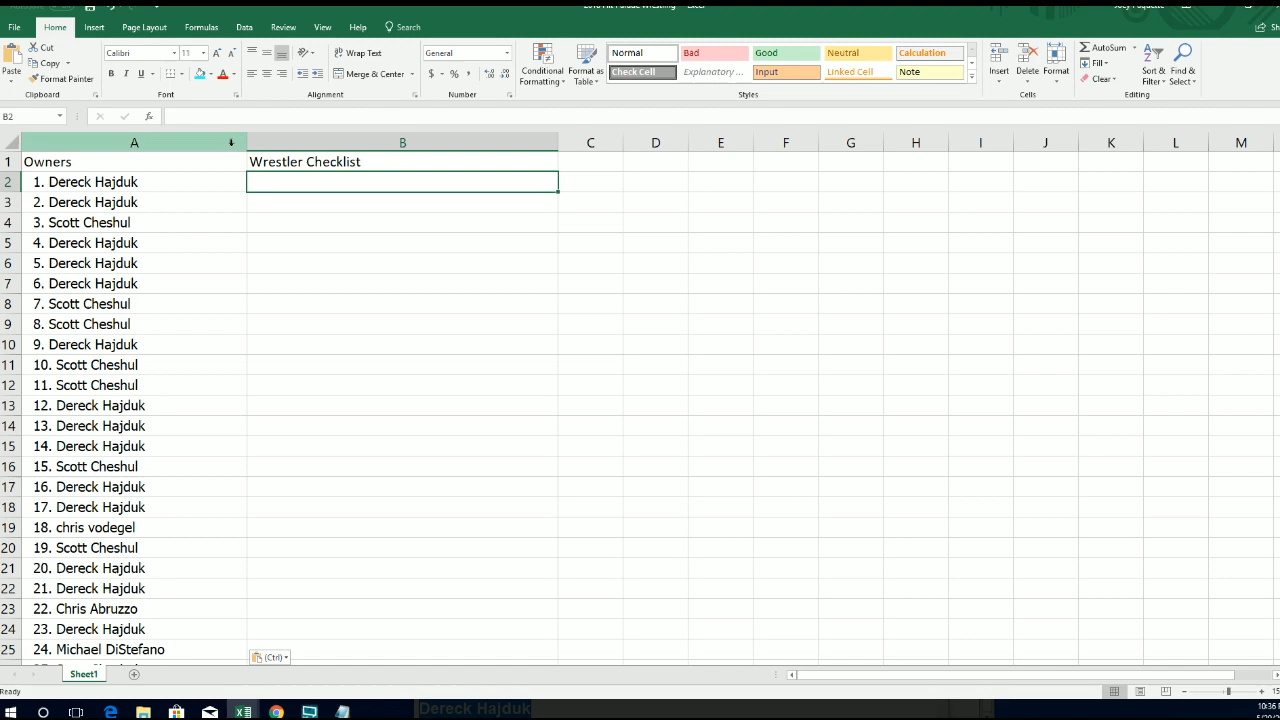 File Home Insert Page Layout Formulas Data Review View Help Search
Paste Cut Copy Format Painter Clipboard
Calibri 11 Font
Wrap Text Merge & Center Alignment
General Number
Conditional Formatting Format as Table
Normal Bad Good Neutral Calculation
Check Cell Explanatory ... Input Linked Cell Note
Styles
Insert Delete Format Cells
AutoSum Fill Clear Sort & Filter Find & Select Editing
B2 fx
A B C D E F G H I J K L M
1 Owners Wrestler Checklist
2 1. Dereck Hajduk
3 2. Dereck Hajduk
4 3. Scott Cheshul
5 4. Dereck Hajduk
6 5. Dereck Hajduk
7 6. Dereck Hajduk
8 7. Scott Cheshul
9 8. Scott Cheshul
10 9. Dereck Hajduk
11 10. Scott Cheshul
12 11. Scott Cheshul
13 12. Dereck Hajduk
14 13. Dereck Hajduk
15 14. Dereck Hajduk
16 15. Scott Cheshul
17 16. Dereck Hajduk
18 17. Dereck Hajduk
19 18. chris vodegel
20 19. Scott Cheshul
21 20. Dereck Hajduk
22 21. Dereck Hajduk
23 22. Chris Abruzzo
24 23. Dereck Hajduk
25 24. Michael DiStefano
(Ctrl)
Sheet1
Ready
Dereck Hajduk
10:36